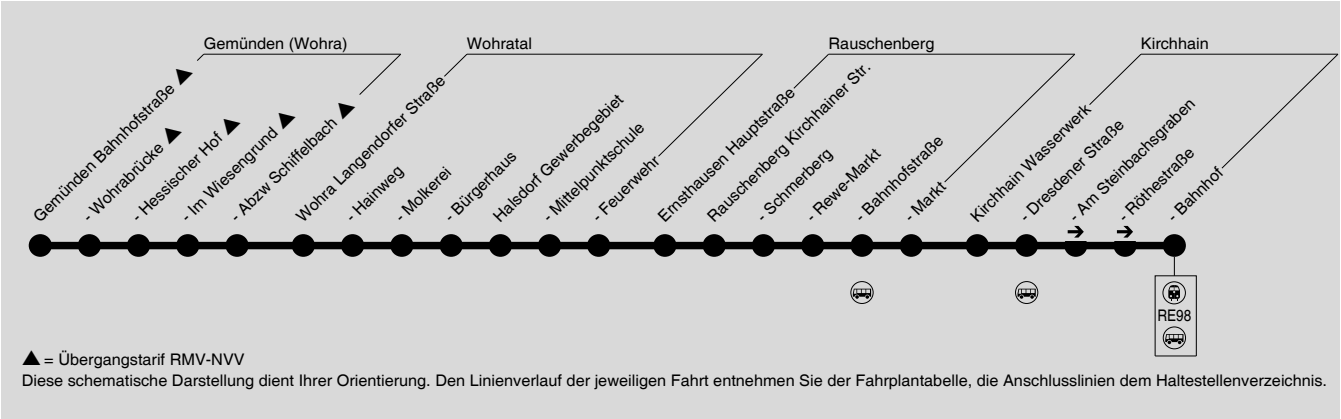 Gemünden (Wohra)
Wohratal
Rauschenberg
Kirchhain
Gemünden Bahnhofstraße ▲
- Wohrabrücke ▲
- Hessischer Hof ▲
- Im Wiesengrund ▲
- Abzw Schiffelbach ▲
Wohra Langendorfer Straße
- Hainweg
- Molkerei
- Bürgerhaus
Halsdorf Gewerbegebiet
- Mittelpunktschule
- Feuerwehr
Ernsthausen Hauptstraße
Rauschenberg Kirchhainer Str.
- Schmerberg
- Rewe-Markt
- Bahnhofstraße
- Markt
Kirchhain Wasserwerk
- Dresdener Straße
- Am Steinbachsgraben
- Röthestraße
- Bahnhof
RE98
▲ = Übergangstarif RMV-NVV
Diese schematische Darstellung dient Ihrer Orientierung. Den Linienverlauf der jeweiligen Fahrt entnehmen Sie der Fahrplantabelle, die Anschlusslinien dem Haltestellenverzeichnis.